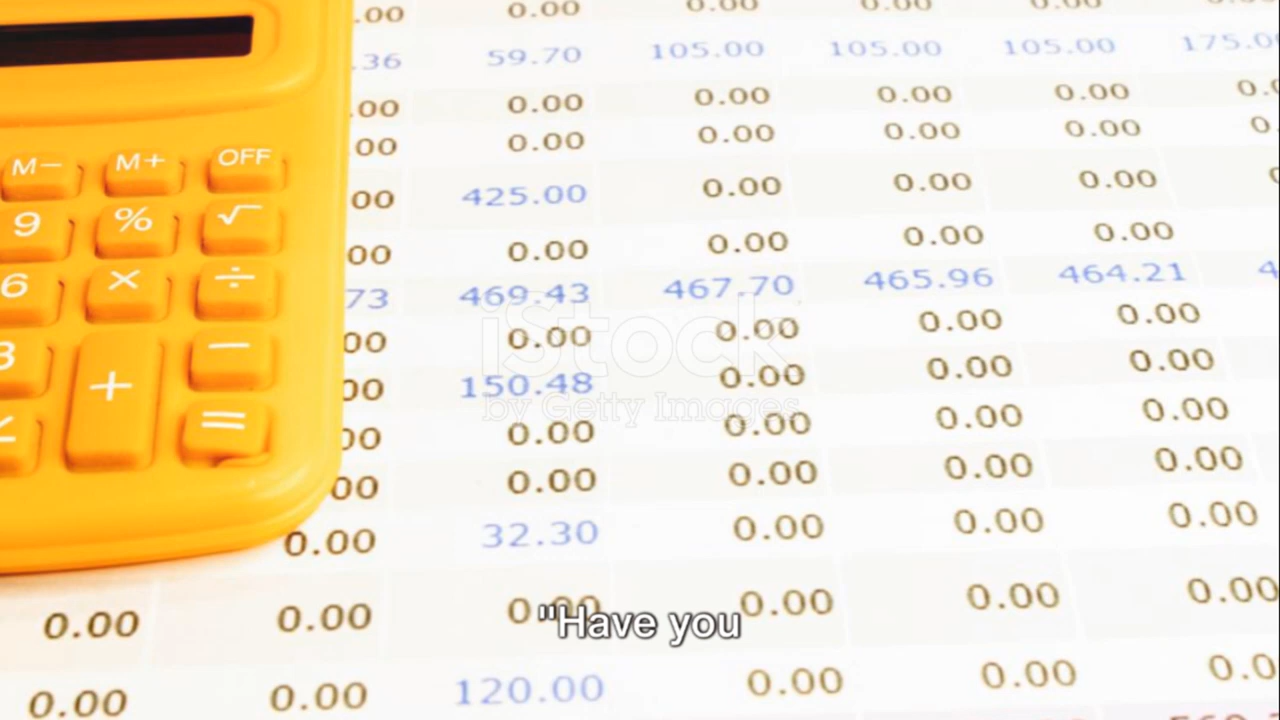 .00 0.00 0.00 0.00 0.00
.36 59.70 105.00 105.00 105.00
.00 0.00 0.00 0.00 0.00
.00 0.00 0.00 0.00 0.00
M− M+ OFF
.00 425.00 0.00 0.00 0.00
9 % √
.00 0.00 0.00 0.00 0.00
6 × ÷
73 469.43 467.70 465.96 464.21
iStock
00 0.00 0.00 0.00 0.00
−
00 150.48 0.00 0.00 0.00
+
by Getty Images
00 0.00 0.00 0.00 0.00
=
00 0.00 0.00 0.00 0.00
0.00 32.30 0.00 0.00 0.00
0.00 0.00 0.00 0.00 0.00 0.00
"Have you
0.00 0.00 120.00 0.00 0.00